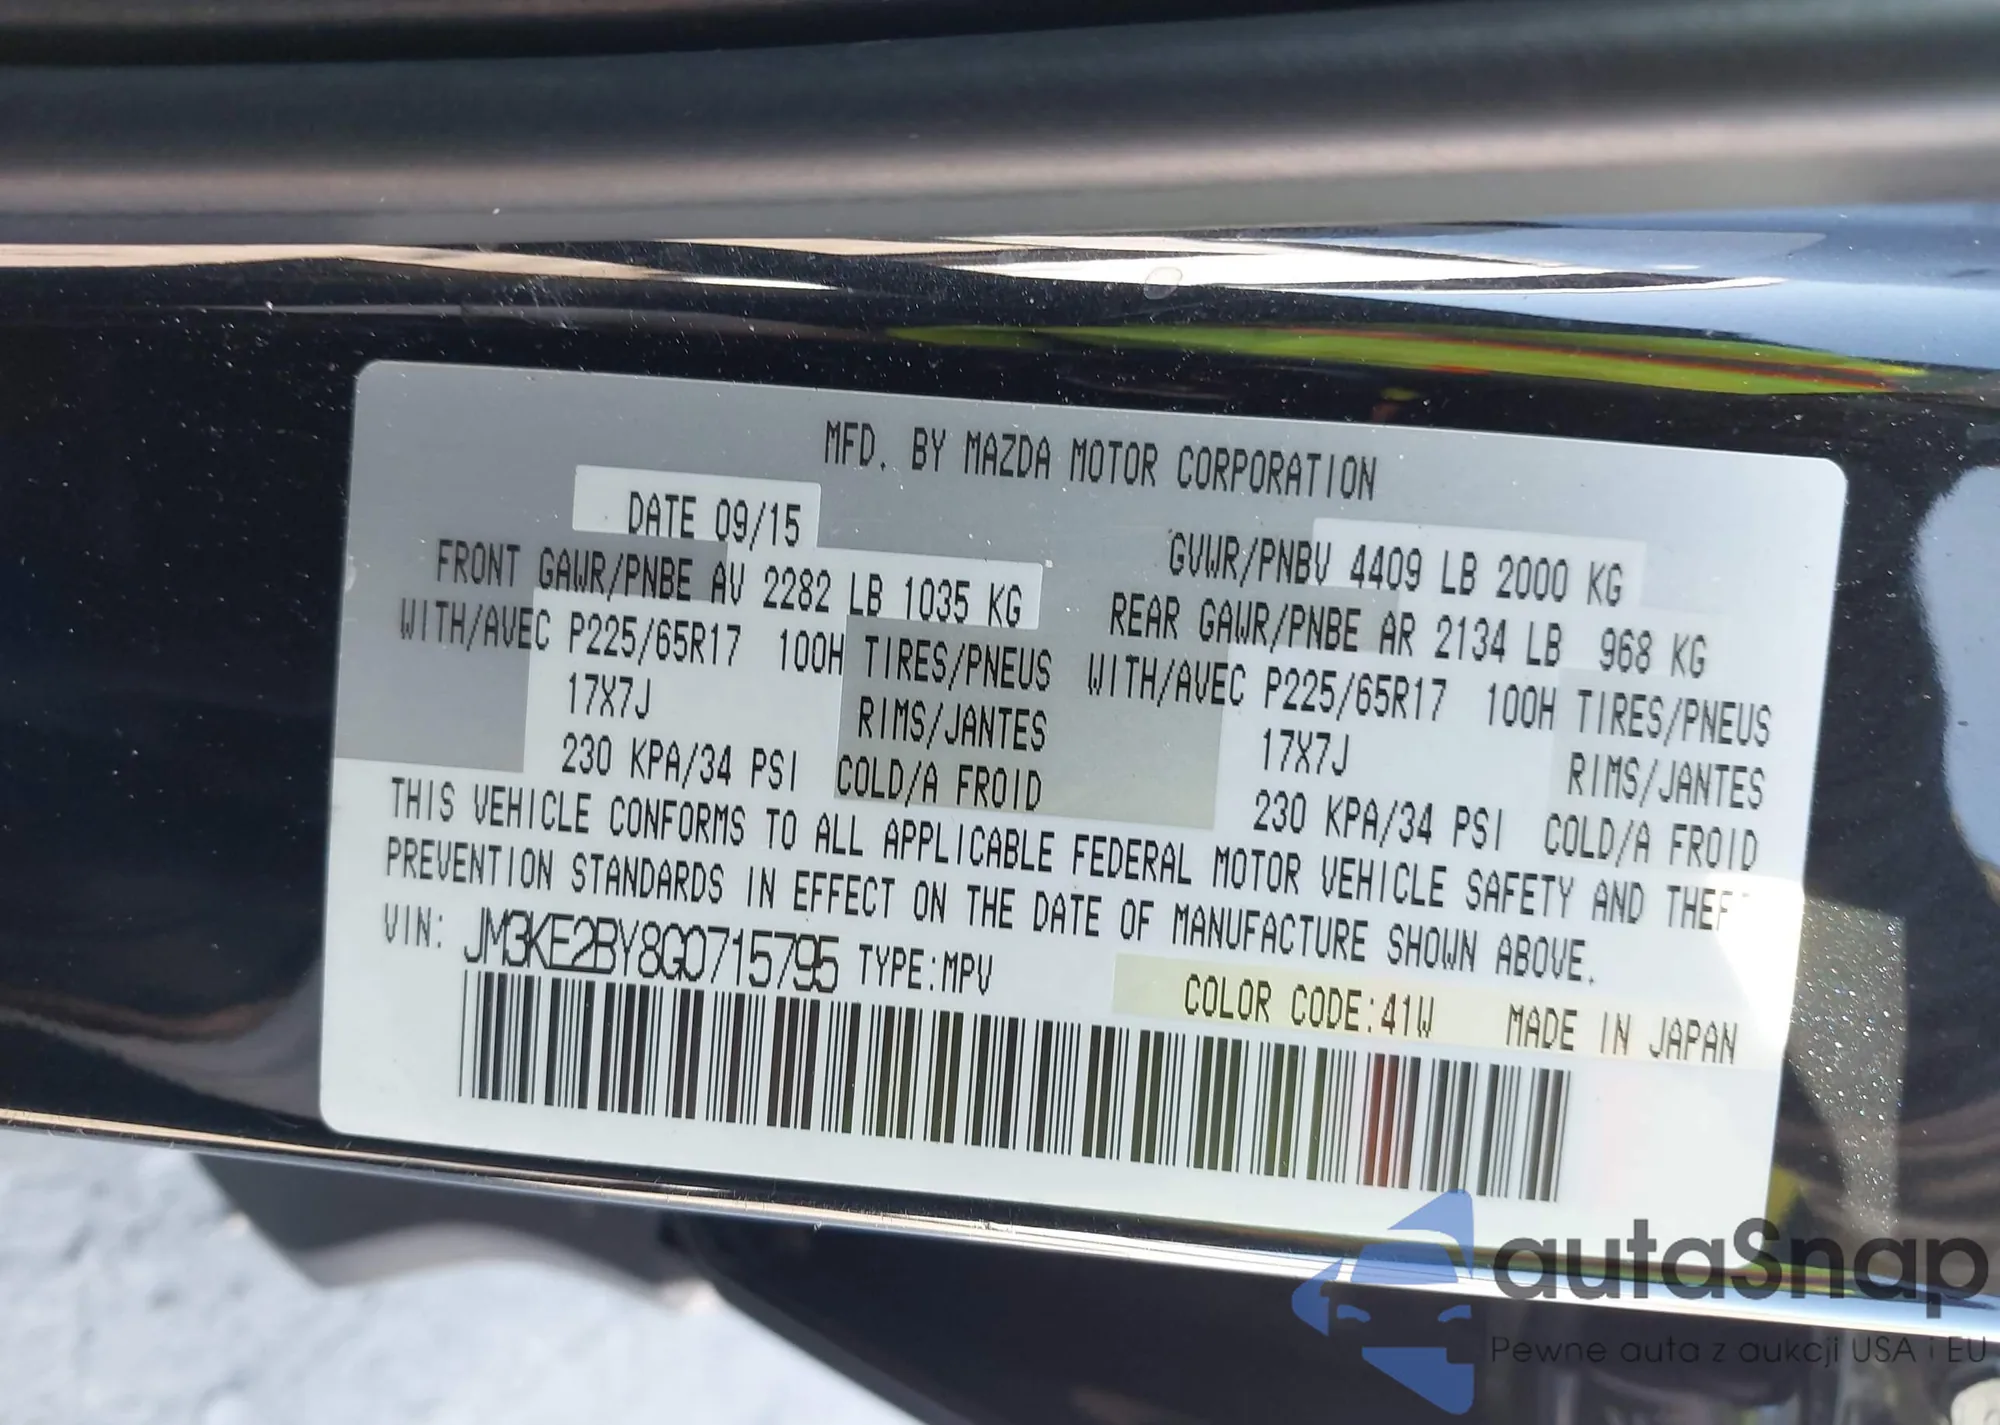 MFD. BY MAZDA MOTOR CORPORATION
DATE 09/15
GVWR/PNBV 4409 LB 2000 KG
FRONT GAWR/PNBE AV 2282 LB 1035 KG
REAR GAWR/PNBE AR 2134 LB 968 KG
WITH/AVEC P225/65R17 100H TIRES/PNEUS
WITH/AVEC P225/65R17 100H TIRES/PNEUS
17X7J RIMS/JANTES
17X7J RIMS/JANTES
230 KPA/34 PSI COLD/A FROID
230 KPA/34 PSI COLD/A FROID
THIS VEHICLE CONFORMS TO ALL APPLICABLE FEDERAL MOTOR VEHICLE SAFETY AND THEFT
PREVENTION STANDARDS IN EFFECT ON THE DATE OF MANUFACTURE SHOWN ABOVE.
VIN: JM3KE2BY8G0715795 TYPE:MPV
COLOR CODE:41W MADE IN JAPAN
autaSnap
Pewne auta z aukcji USA i EU